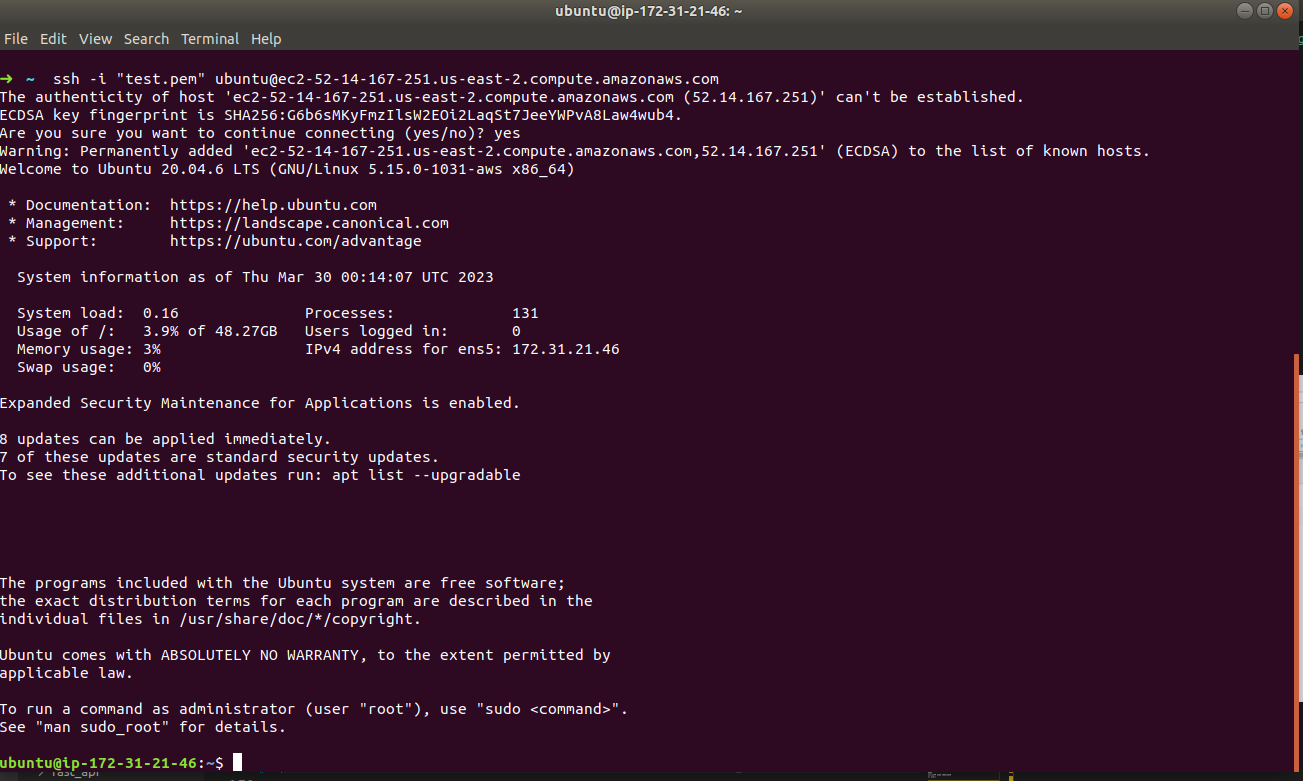 ubuntu@ip-172-31-21-46: ~
File Edit View Search Terminal Help
➜ ~ ssh -i "test.pem" ubuntu@ec2-52-14-167-251.us-east-2.compute.amazonaws.com
The authenticity of host 'ec2-52-14-167-251.us-east-2.compute.amazonaws.com (52.14.167.251)' can't be established.
ECDSA key fingerprint is SHA256:G6b6sMKyFmzIlsW2EOi2LaqSt7JeeYWPvA8Law4wub4.
Are you sure you want to continue connecting (yes/no)? yes
Warning: Permanently added 'ec2-52-14-167-251.us-east-2.compute.amazonaws.com,52.14.167.251' (ECDSA) to the list of known hosts.
Welcome to Ubuntu 20.04.6 LTS (GNU/Linux 5.15.0-1031-aws x86_64)
* Documentation: https://help.ubuntu.com
* Management: https://landscape.canonical.com
* Support: https://ubuntu.com/advantage
System information as of Thu Mar 30 00:14:07 UTC 2023
System load: 0.16 Processes: 131
Usage of /: 3.9% of 48.27GB Users logged in: 0
Memory usage: 3% IPv4 address for ens5: 172.31.21.46
Swap usage: 0%
Expanded Security Maintenance for Applications is enabled.
8 updates can be applied immediately.
7 of these updates are standard security updates.
To see these additional updates run: apt list --upgradable
The programs included with the Ubuntu system are free software;
the exact distribution terms for each program are described in the
individual files in /usr/share/doc/*/copyright.
Ubuntu comes with ABSOLUTELY NO WARRANTY, to the extent permitted by
applicable law.
To run a command as administrator (user "root"), use "sudo <command>".
See "man sudo_root" for details.
ubuntu@ip-172-31-21-46:~$